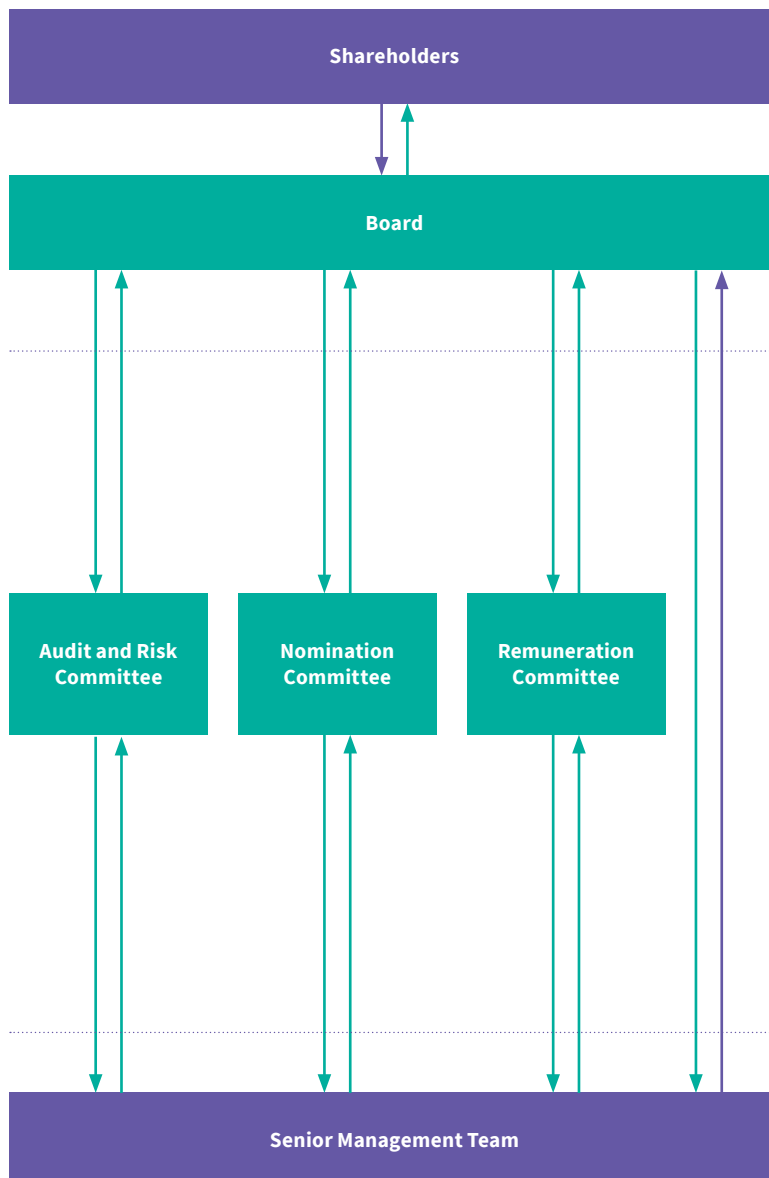 Shareholders
Board
Audit and Risk
Committee
Nomination
Committee
Remuneration
Committee
Senior Management Team